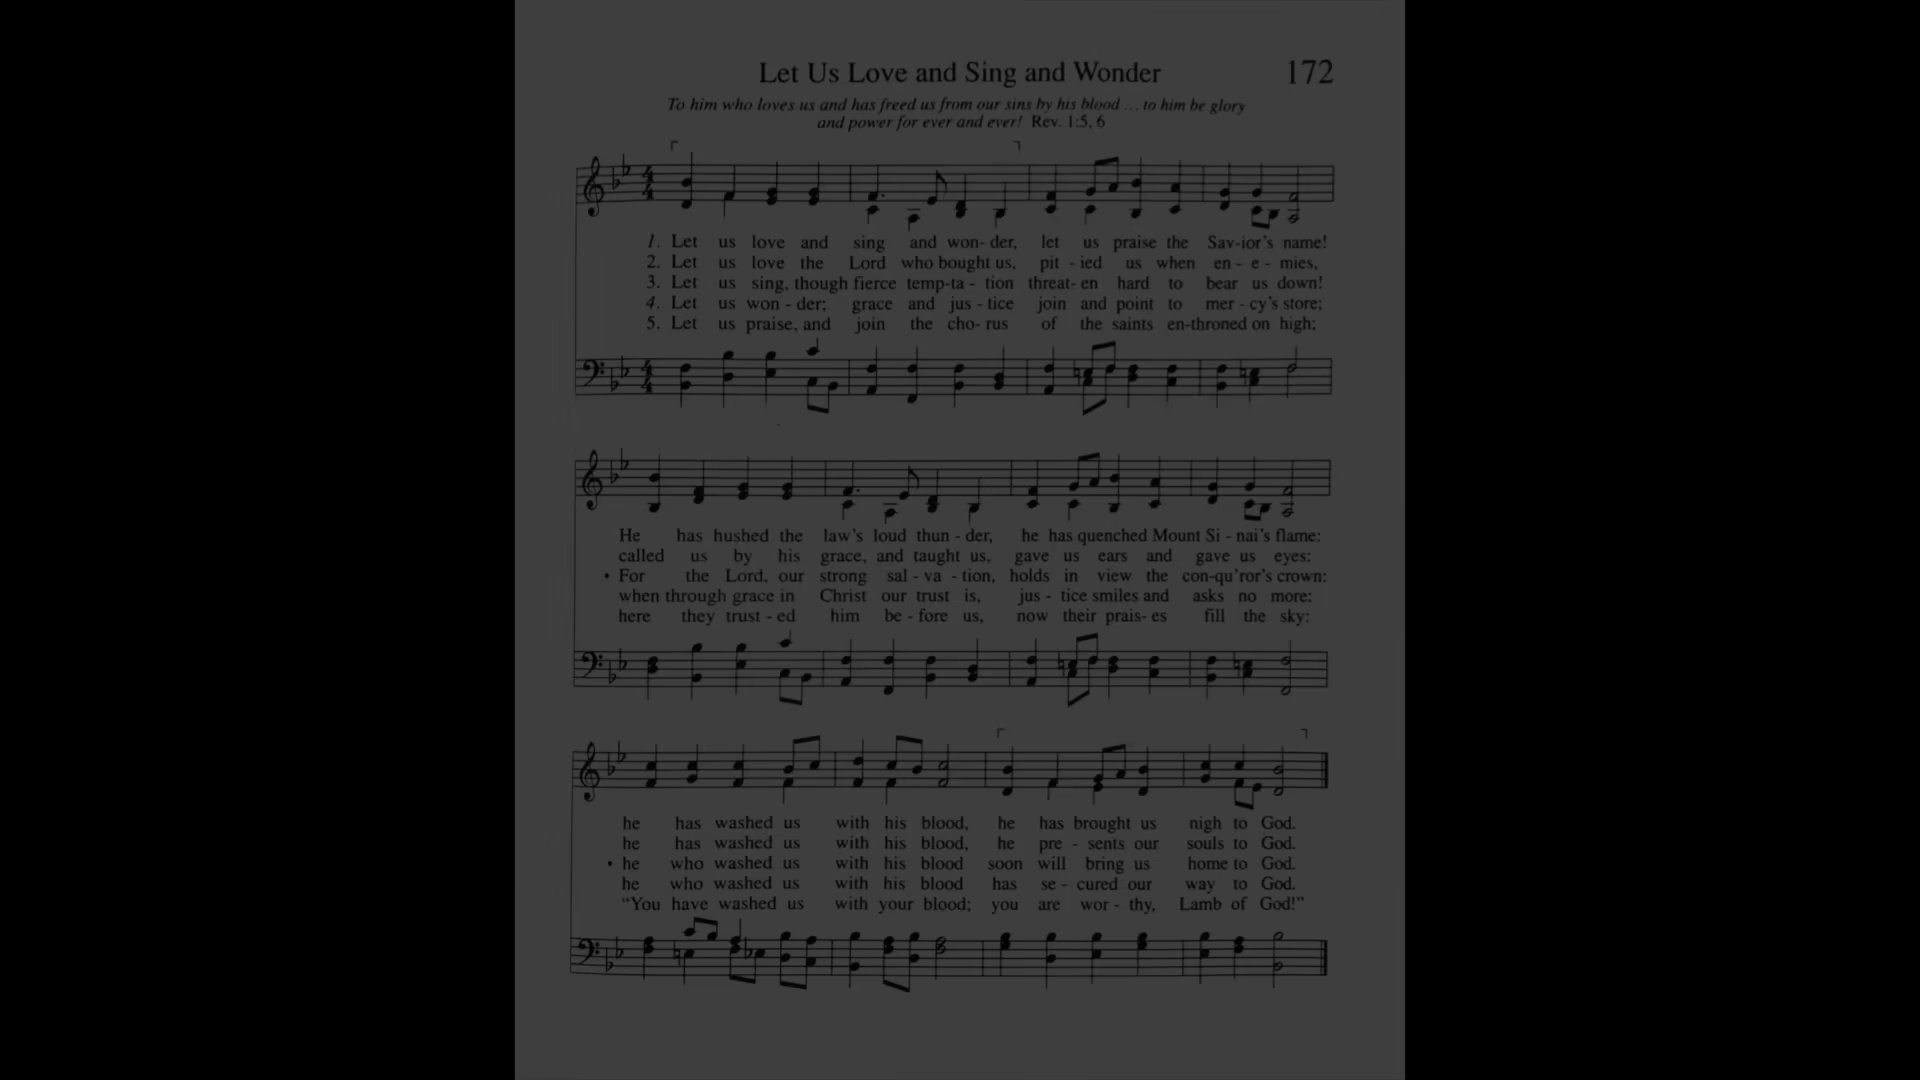 Let Us Love and Sing and Wonder 172
To him who loves us and has freed us from our sins by his blood ... to him be glory
and power for ever and ever! Rev. 1:5, 6
1. Let us love and sing and won- der, let us praise the Sav-ior's name!
2. Let us love the Lord who bought us, pit - ied us when en - e - mies,
3. Let us sing, though fierce temp-ta - tion threat- en hard to bear us down!
4. Let us won - der; grace and jus - tice join and point to mer - cy's store;
5. Let us praise, and join the cho- rus of the saints en-throned on high;
He has hushed the law's loud thun - der, he has quenched Mount Si - nai's flame:
called us by his grace, and taught us, gave us ears and gave us eyes:
• For the Lord, our strong sal - va - tion, holds in view the con-qu'ror's crown:
when through grace in Christ our trust is, jus - tice smiles and asks no more:
here they trust - ed him be - fore us, now their prais- es fill the sky:
he has washed us with his blood, he has brought us nigh to God.
he has washed us with his blood, he pre - sents our souls to God.
• he who washed us with his blood soon will bring us home to God.
he who washed us with his blood has se - cured our way to God.
"You have washed us with your blood; you are wor - thy, Lamb of God!"